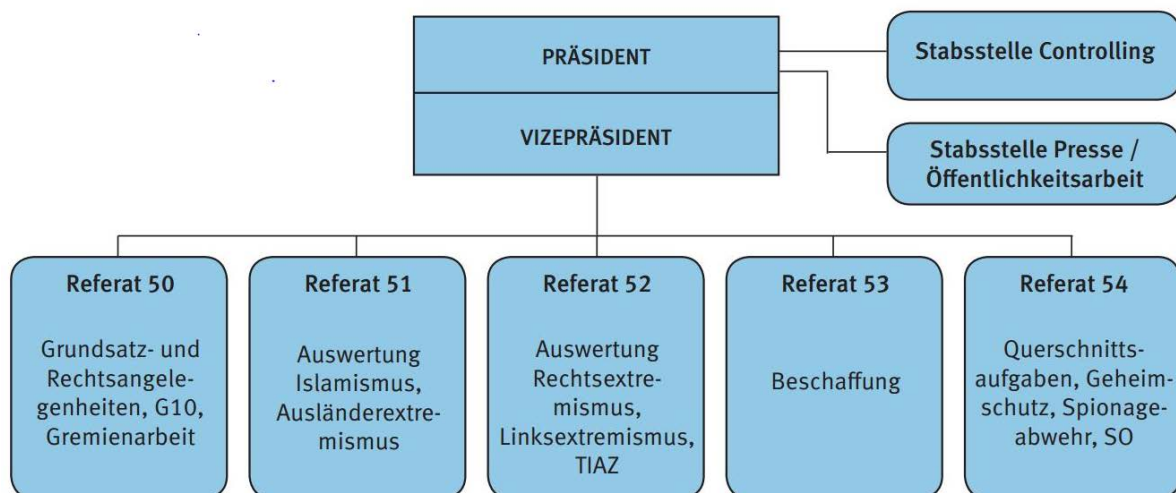 PRÄSIDENT
VIZEPRÄSIDENT
Stabsstelle Controlling
Stabsstelle Presse /
Öffentlichkeitsarbeit
Referat 50
Grundsatz- und
Rechtsangele-
genheiten, G10,
Gremienarbeit
Referat 51
Auswertung
Islamismus,
Ausländerextre-
mismus
Referat 52
Auswertung
Rechtsextre-
mismus,
Linksextremismus,
TIAZ
Referat 53
Beschaffung
Referat 54
Querschnitts-
aufgaben, Geheim-
schutz, Spionage-
abwehr, SO